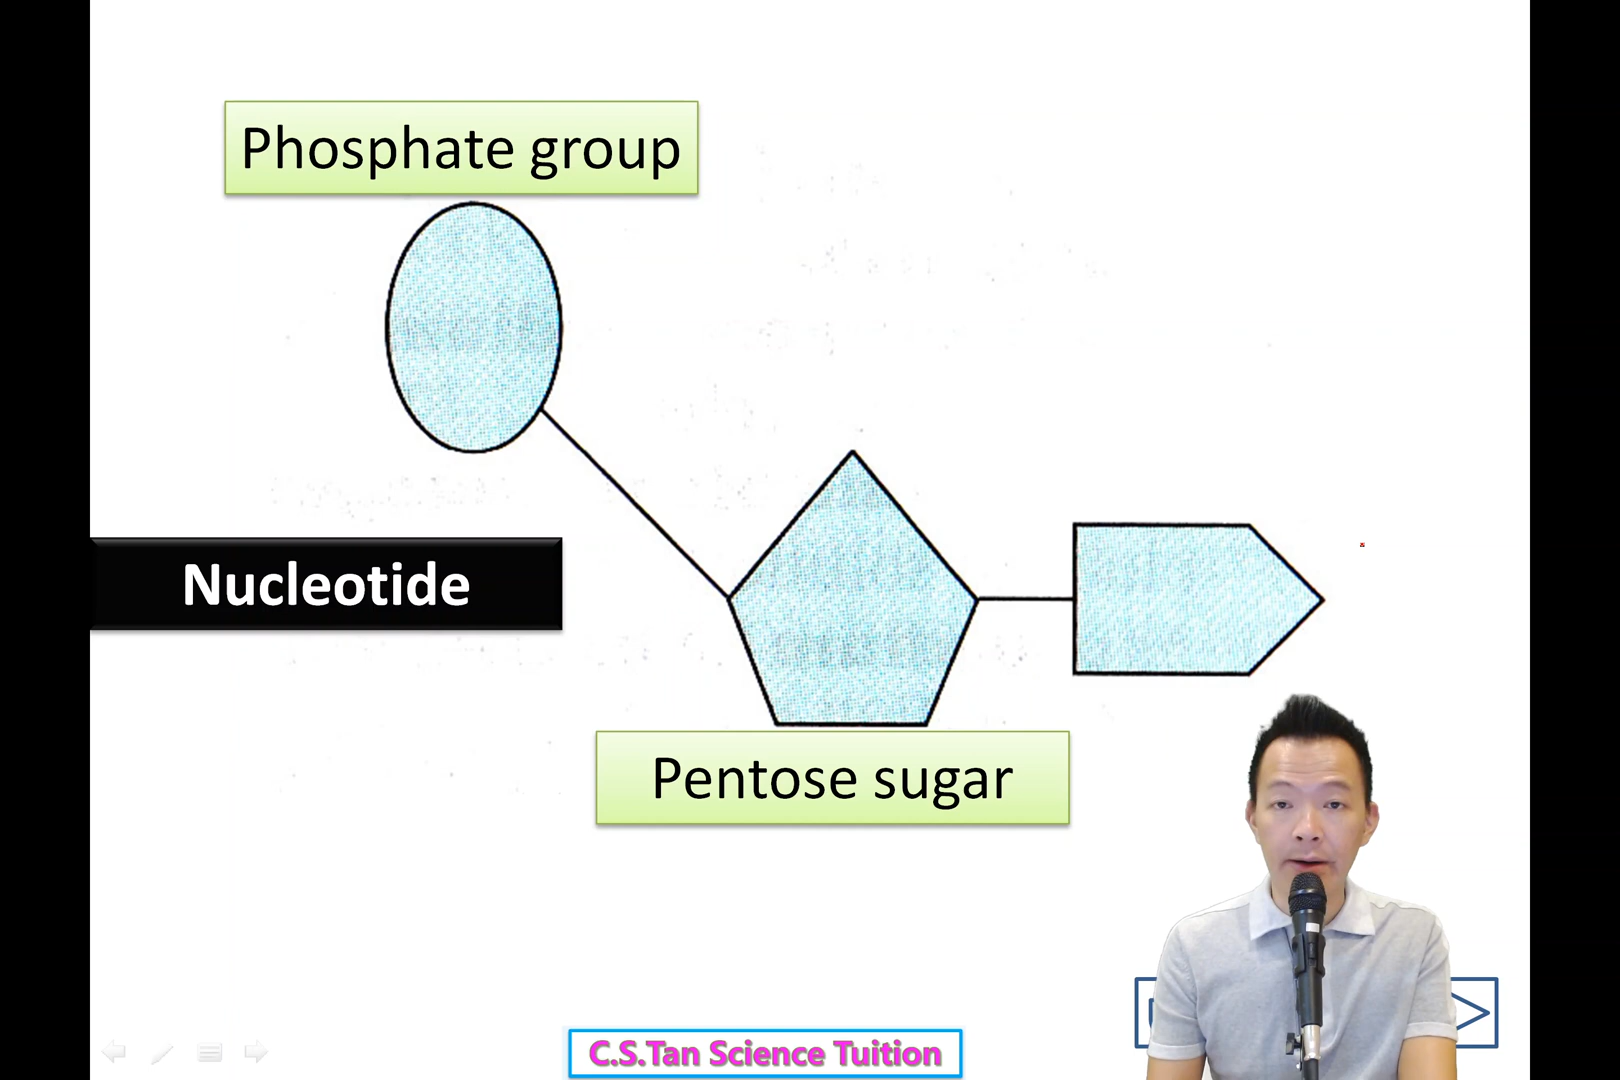 Phosphate group
Nucleotide
Pentose sugar
C.S.Tan Science Tuition